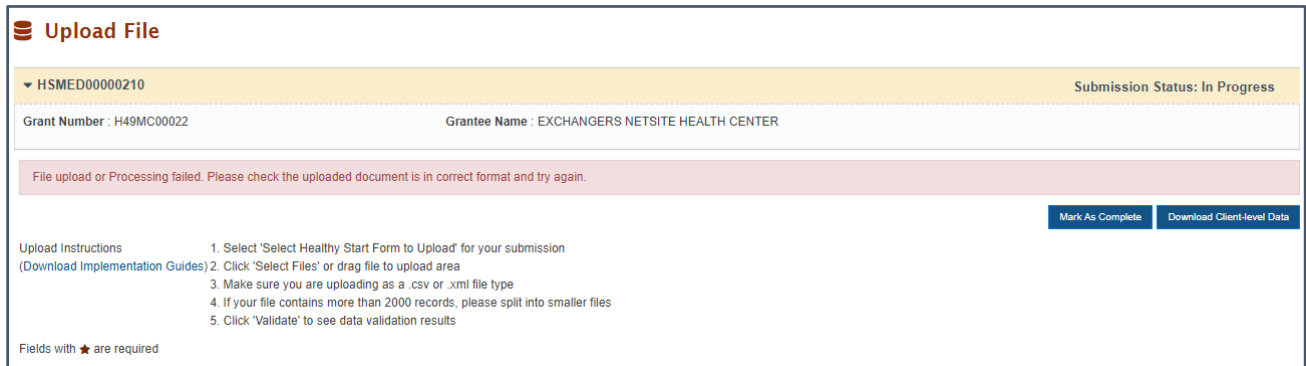 Upload File
HSMED00000210 Submission Status: In Progress
Grant Number : H49MC00022 Grantee Name : EXCHANGERS NETSITE HEALTH CENTER
File upload or Processing failed. Please check the uploaded document is in correct format and try again.
Mark As Complete Download Client-level Data
Upload Instructions 1. Select 'Select Healthy Start Form to Upload' for your submission
(Download Implementation Guides) 2. Click 'Select Files' or drag file to upload area
3. Make sure you are uploading as a .csv or .xml file type
4. If your file contains more than 2000 records, please split into smaller files
5. Click 'Validate' to see data validation results
Fields with ★ are required